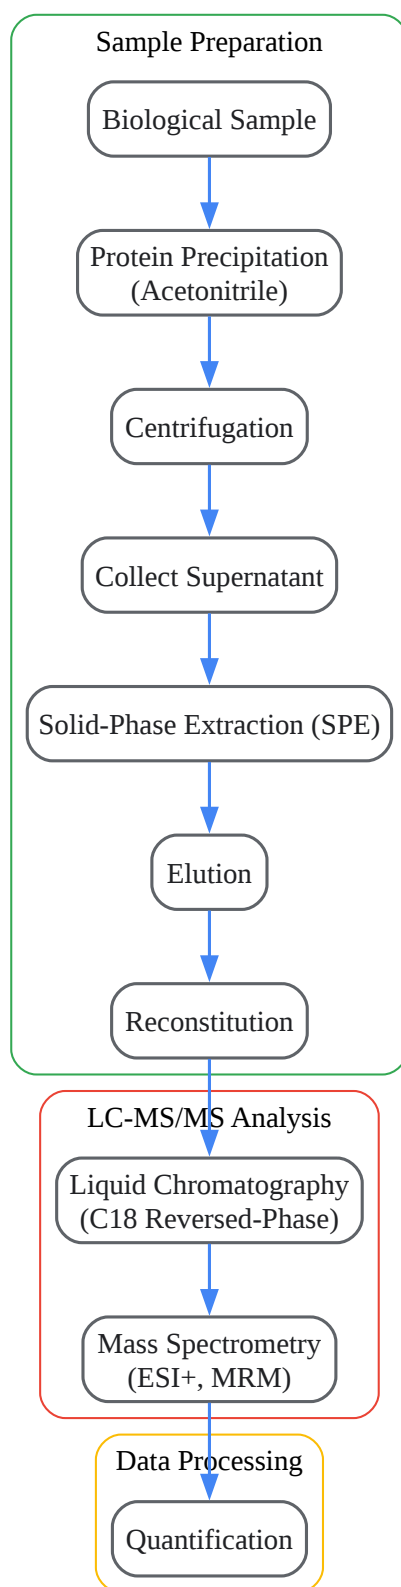 Sample Preparation
Biological Sample
Protein Precipitation
(Acetonitrile)
Centrifugation
Collect Supernatant
Solid-Phase Extraction (SPE)
Elution
Reconstitution
LC-MS/MS Analysis
Liquid Chromatography
(C18 Reversed-Phase)
Mass Spectrometry
(ESI+, MRM)
Data Processing
Quantification